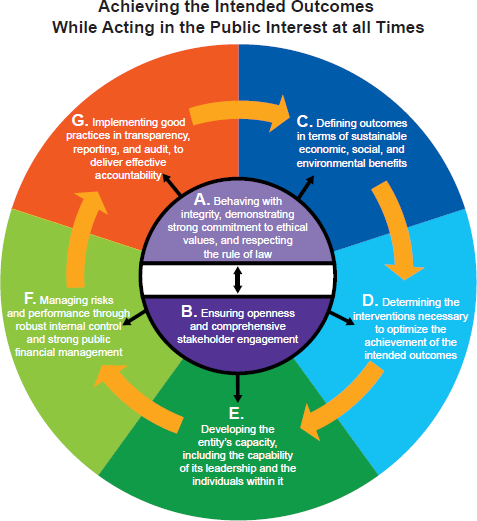 Achieving the Intended Outcomes
While Acting in the Public Interest at all Times
G. Implementing good
practices in transparency,
reporting, and audit, to
deliver effective
accountability
C. Defining outcomes
in terms of sustainable
economic, social, and
environmental benefits
A. Behaving with
integrity, demonstrating
strong commitment to ethical
values, and respecting
the rule of law
B. Ensuring openness
and comprehensive
stakeholder engagement
F. Managing risks
and performance through
robust internal control
and strong public
financial management
D. Determining the
interventions necessary
to optimize the
achievement of the
intended outcomes
E.
Developing the
entity's capacity,
including the capability
of its leadership and the
individuals within it